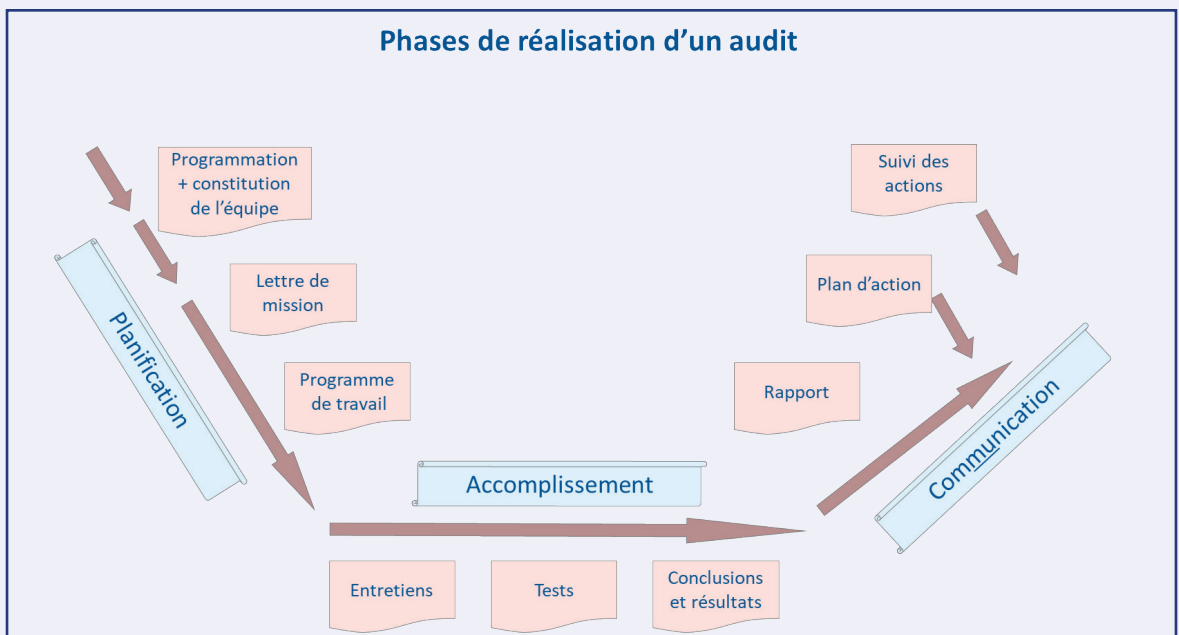 Phases de réalisation d’un audit
Programmation
+ constitution
de l’équipe
Lettre de
mission
Programme
de travail
Planification
Accomplissement
Entretiens
Tests
Conclusions
et résultats
Communication
Rapport
Plan d’action
Suivi des
actions